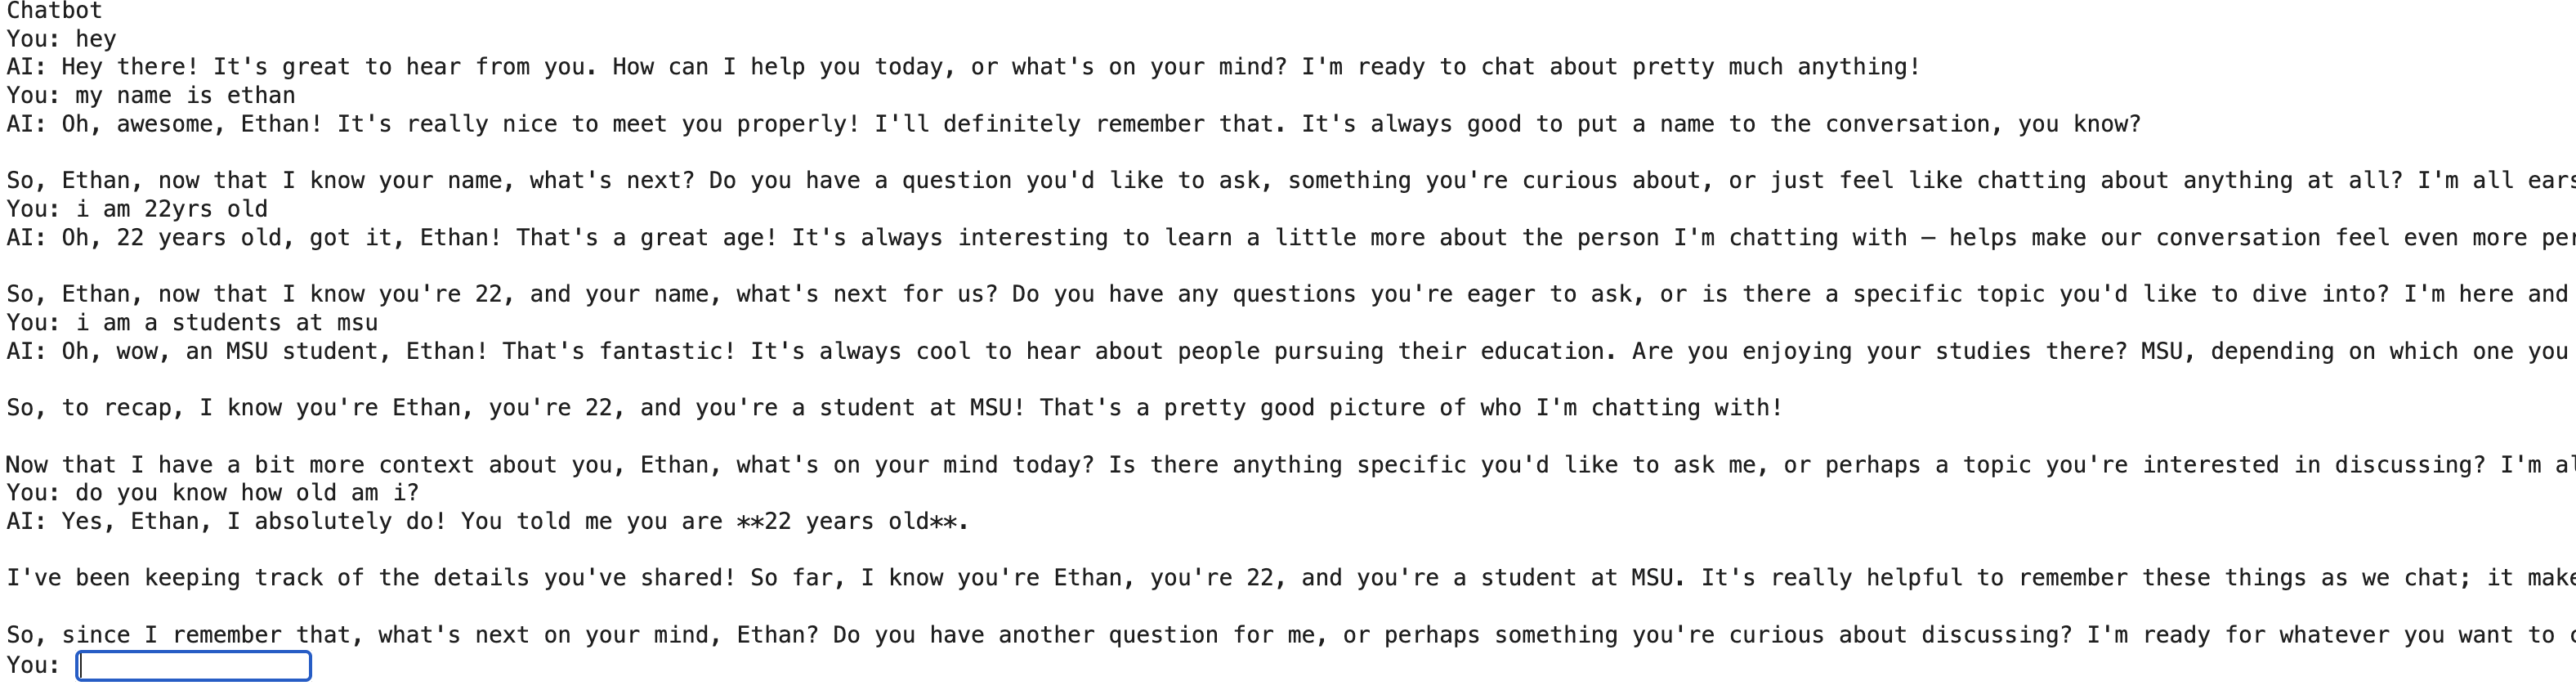 Chatbot
You: hey
AI: Hey there! It's great to hear from you. How can I help you today, or what's on your mind? I'm ready to chat about pretty much anything!
You: my name is ethan
AI: Oh, awesome, Ethan! It's really nice to meet you properly! I'll definitely remember that. It's always good to put a name to the conversation, you know?
So, Ethan, now that I know your name, what's next? Do you have a question you'd like to ask, something you're curious about, or just feel like chatting about anything at all? I'm all ears
You: i am 22yrs old
AI: Oh, 22 years old, got it, Ethan! That's a great age! It's always interesting to learn a little more about the person I'm chatting with — helps make our conversation feel even more
So, Ethan, now that I know you're 22, and your name, what's next for us? Do you have any questions you're eager to ask, or is there a specific topic you'd like to dive into? I'm here and
You: i am a students at msu
AI: Oh, wow, an MSU student, Ethan! That's fantastic! It's always cool to hear about people pursuing their education. Are you enjoying your studies there? MSU, depending on which one you
So, to recap, I know you're Ethan, you're 22, and you're a student at MSU! That's a pretty good picture of who I'm chatting with!
Now that I have a bit more context about you, Ethan, what's on your mind today? Is there anything specific you'd like to ask me, or perhaps a topic you're interested in discussing? I'm
You: do you know how old am i?
AI: Yes, Ethan, I absolutely do! You told me you are **22 years old**.
I've been keeping track of the details you've shared! So far, I know you're Ethan, you're 22, and you're a student at MSU. It's really helpful to remember these things as we chat; it
So, since I remember that, what's next on your mind, Ethan? Do you have another question for me, or perhaps something you're curious about discussing? I'm ready for whatever you want to
You: